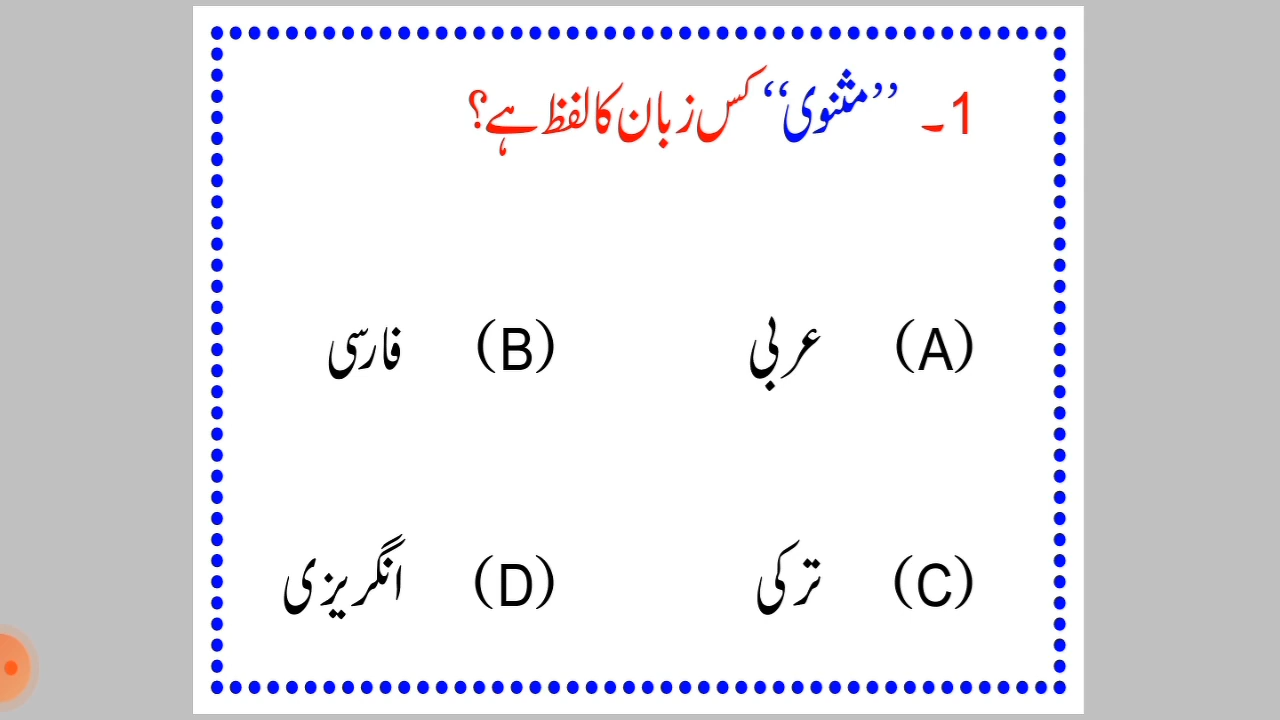 1۔ ’’مثنوی‘‘ کس زبان کا لفظ ہے؟
(A) عربی (B) فارسی
(C) ترکی (D) انگریزی